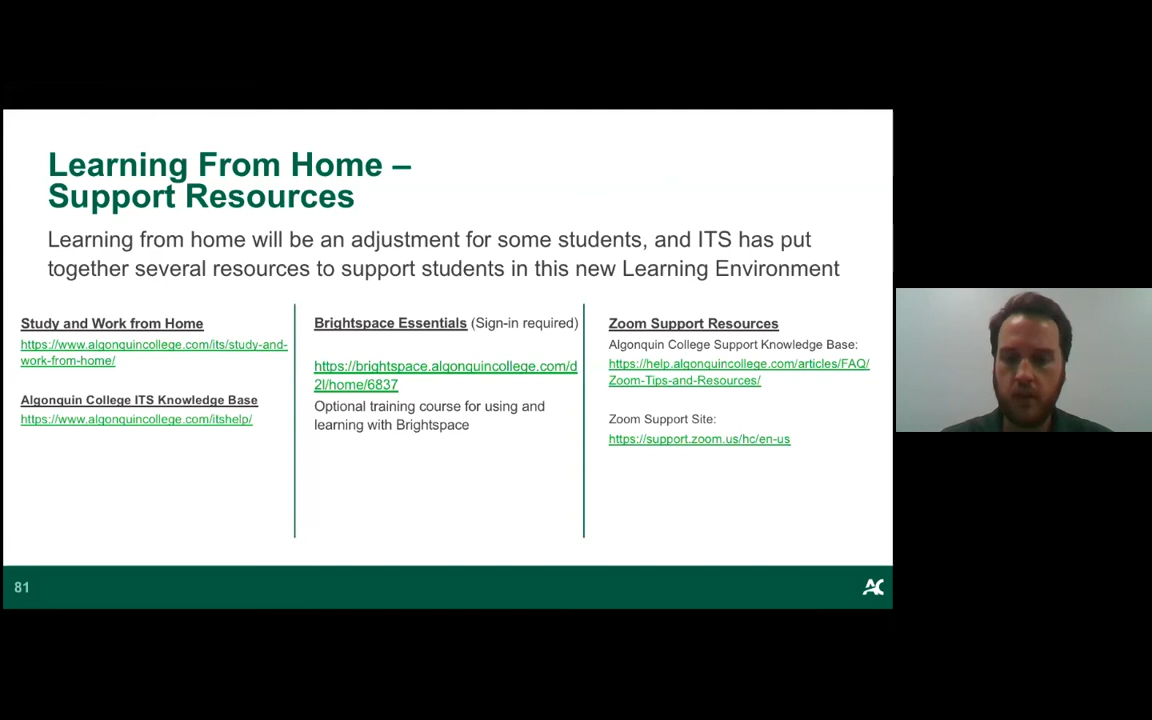 Learning From Home –
Support Resources
Learning from home will be an adjustment for some students, and ITS has put
together several resources to support students in this new Learning Environment
Study and Work from Home
https://www.algonquincollege.com/its/study-and-
work-from-home/
Algonquin College ITS Knowledge Base
https://www.algonquincollege.com/itshelp/
Brightspace Essentials (Sign-in required)
https://brightspace.algonquincollege.com/d
2l/home/6837
Optional training course for using and
learning with Brightspace
Zoom Support Resources
Algonquin College Support Knowledge Base:
https://help.algonquincollege.com/articles/FAQ/
Zoom-Tips-and-Resources/
Zoom Support Site:
https://support.zoom.us/hc/en-us
81
AC